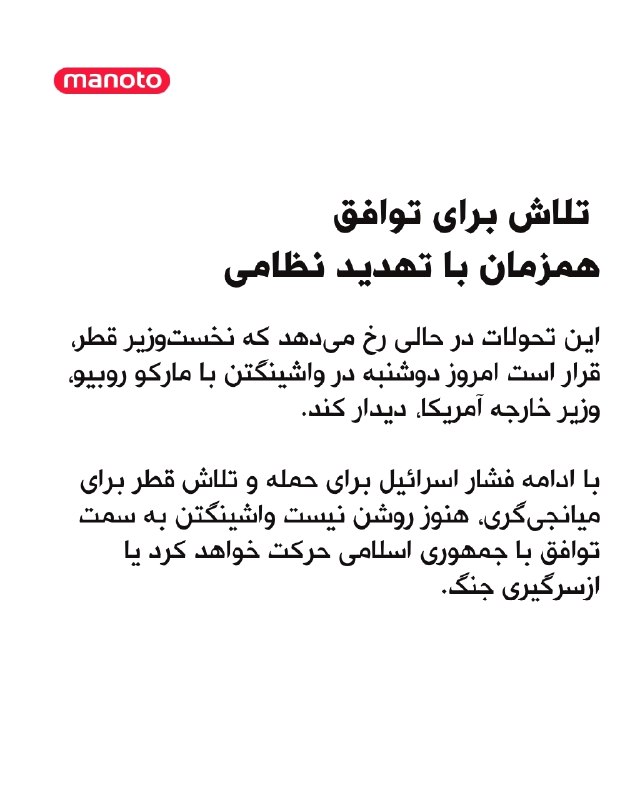 manoto
تلاش برای توافق
همزمان با تهدید نظامی
این تحولات در حالی رخ می‌دهد که نخست‌وزیر قطر،
قرار است امروز دوشنبه در واشینگتن با مارکو روبیو،
وزیر خارجه آمریکا، دیدار کند.
با ادامه فشار اسرائیل برای حمله و تلاش قطر برای
میانجی‌گری، هنوز روشن نیست واشینگتن به سمت
توافق با جمهوری اسلامی حرکت خواهد کرد یا
ازسرگیری جنگ.